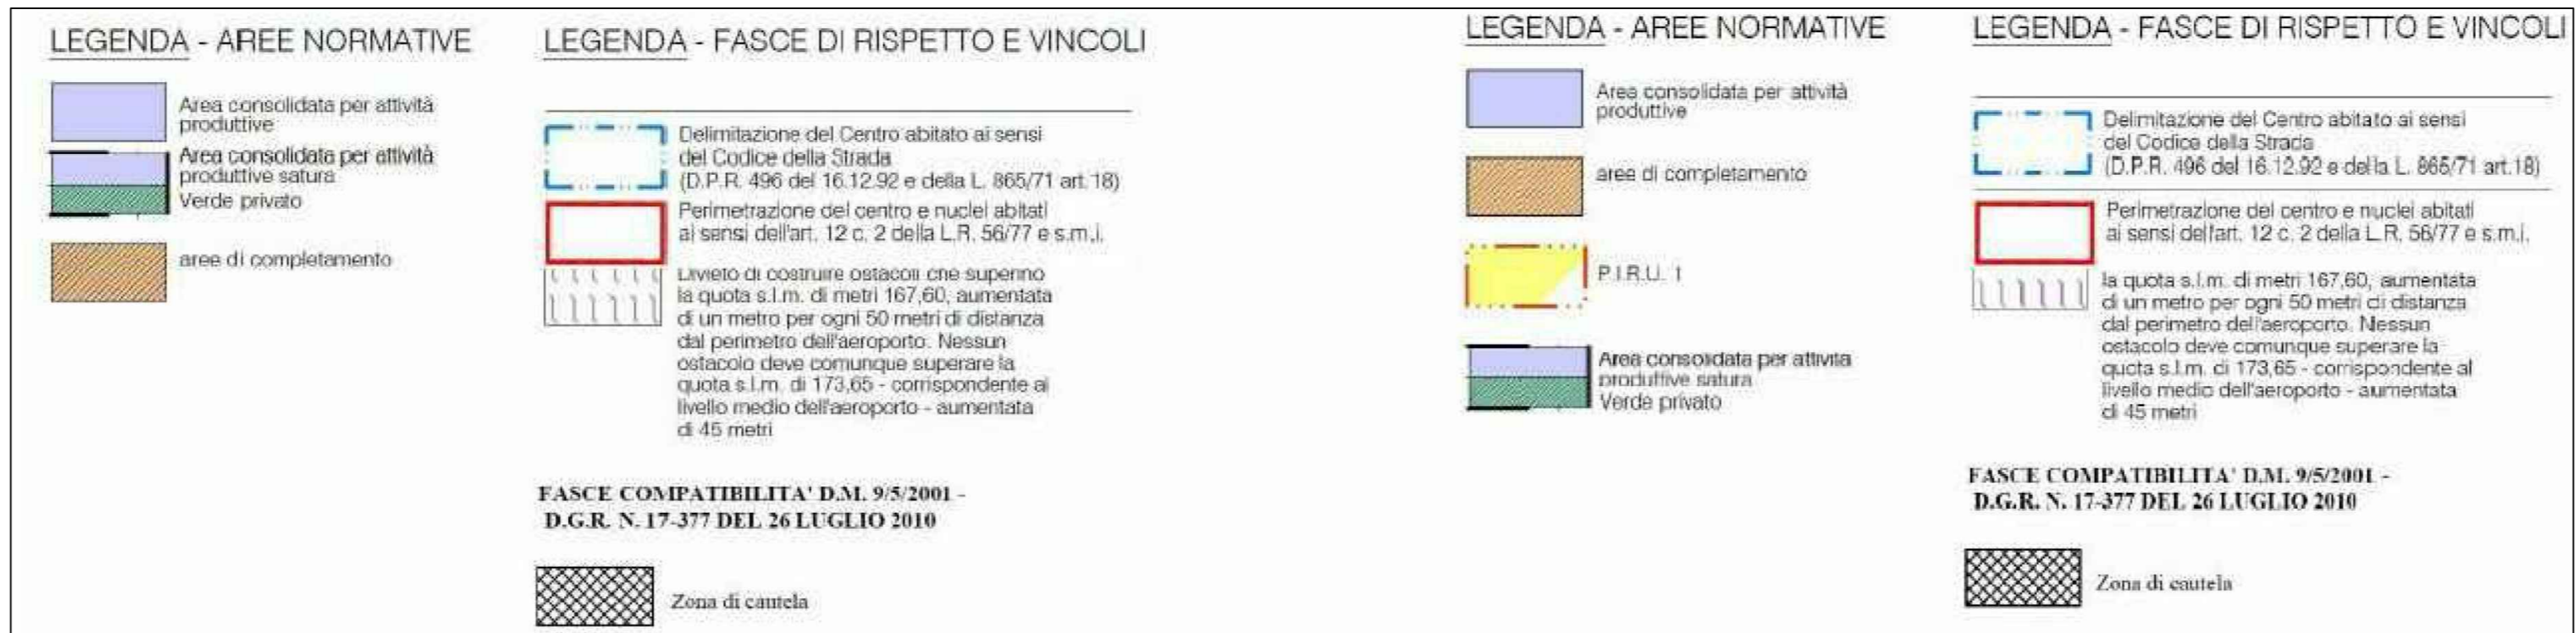 LEGENDA - AREE NORMATIVE
Area consolidata per attività
produttive
Area consolidata per attività
produttive satura
Verde privato
aree di completamento
LEGENDA - FASCE DI RISPETTO E VINCOLI
Delimitazione del Centro abitato ai sensi
del Codice della Strada
(D.P.R. 496 del 16.12.92 e della L. 865/71 art.18)
Perimetrazione del centro e nuclei abitati
ai sensi dell'art. 12 c. 2 della L.R. 56/77 e s.m.i.
Divieto di costruire ostacoli che superino
la quota s.l.m. di metri 167,60, aumentata
di un metro per ogni 50 metri di distanza
dal perimetro dell'aeroporto. Nessun
ostacolo deve comunque superare la
quota s.l.m. di 173,65 - corrispondente al
livello medio dell'aeroporto - aumentata
di 45 metri
FASCE COMPATIBILITA' D.M. 9/5/2001 -
D.G.R. N. 17-377 DEL 26 LUGLIO 2010
Zona di cautela
LEGENDA - AREE NORMATIVE
Area consolidata per attività
produttive
aree di completamento
P.I.R.U. 1
Area consolidata per attività
produttive satura
Verde privato
LEGENDA - FASCE DI RISPETTO E VINCOLI
Delimitazione del Centro abitato ai sensi
del Codice della Strada
(D.P.R. 496 del 16.12.92 e della L. 865/71 art.18)
Perimetrazione del centro e nuclei abitati
ai sensi dell'art. 12 c. 2 della L.R. 56/77 e s.m.i.
la quota s.l.m. di metri 167,60, aumentata
di un metro per ogni 50 metri di distanza
dal perimetro dell'aeroporto. Nessun
ostacolo deve comunque superare la
quota s.l.m. di 173,65 - corrispondente al
livello medio dell'aeroporto - aumentata
di 45 metri
FASCE COMPATIBILITA' D.M. 9/5/2001 -
D.G.R. N. 17-377 DEL 26 LUGLIO 2010
Zona di cautela